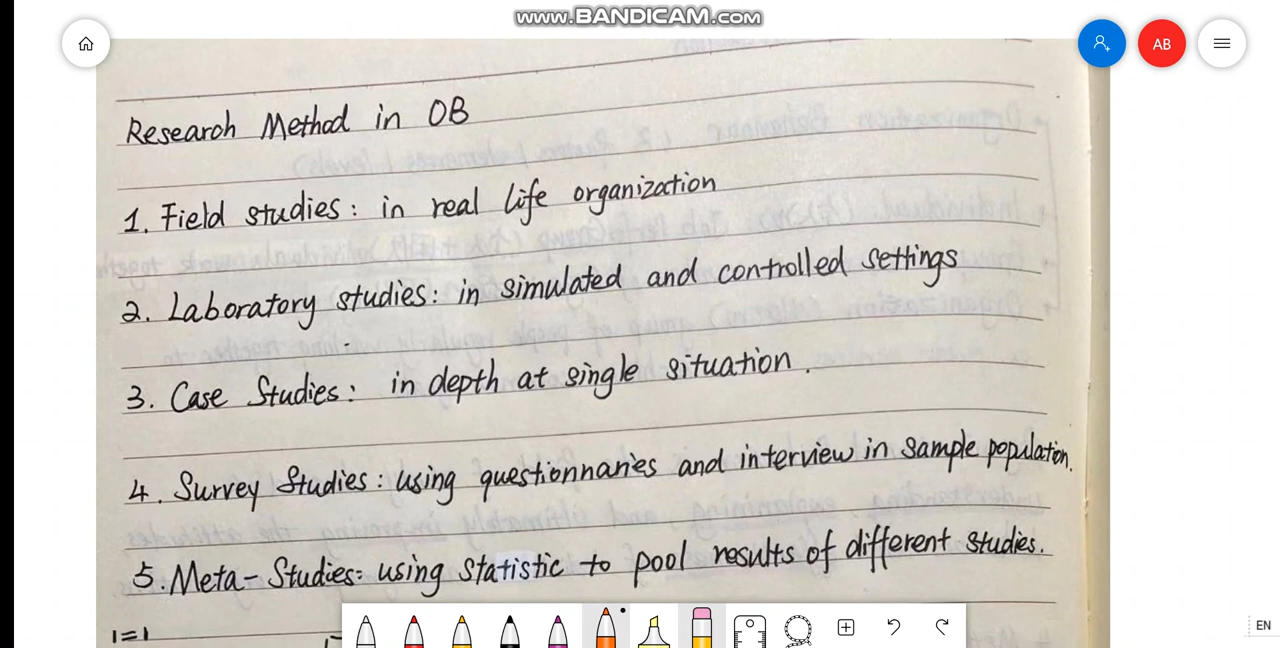 www.BANDICAM.com
AB
Research Method in OB
1. Field studies: in real life organization
2. Laboratory studies: in simulated and controlled settings
3. Case Studies: in depth at single situation.
4. Survey Studies: using questionnaries and interview in sample population.
5. Meta-Studies: using statistic to pool results of different studies.
1=1
EN